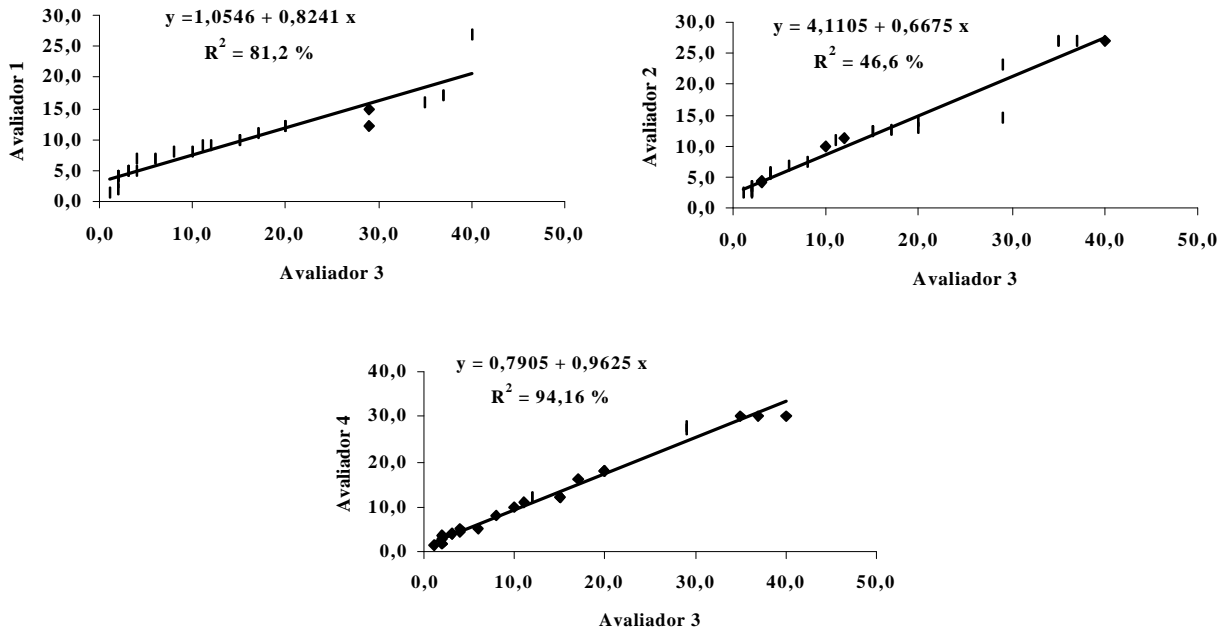 y =1,0546 + 0,8241 x
R² = 81,2 %
30,0
25,0
20,0
15,0
10,0
5,0
0,0
0,0 10,0 20,0 30,0 40,0 50,0
Avaliador 1
Avaliador 3
y = 4,1105 + 0,6675 x
R² = 46,6 %
30,0
25,0
20,0
15,0
10,0
5,0
0,0
0,0 10,0 20,0 30,0 40,0 50,0
Avaliador 2
Avaliador 3
y = 0,7905 + 0,9625 x
R² = 94,16 %
40,0
30,0
20,0
10,0
0,0
0,0 10,0 20,0 30,0 40,0 50,0
Avaliador 4
Avaliador 3